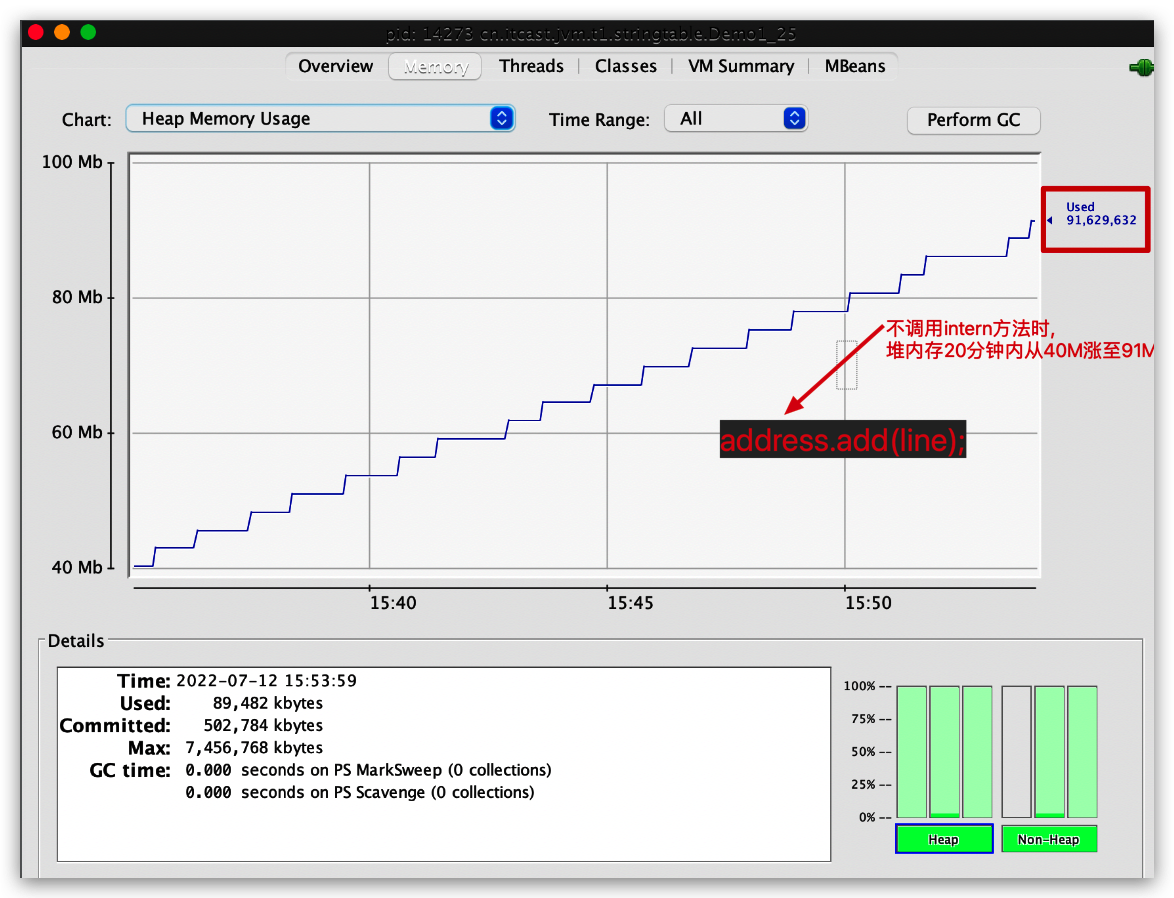 pid: 14273 cn.itcast.jvm.t1.stringtable.Demo1_25
Overview Memory Threads Classes VM Summary MBeans
Chart: Heap Memory Usage Time Range: All Perform GC
100 Mb
80 Mb
60 Mb
40 Mb
Used
91,629,632
不调用intern方法时,
堆内存20分钟内从40M涨至91M
address.add(line);
15:40 15:45 15:50
Details
Time: 2022-07-12 15:53:59
Used: 89,482 kbytes
Committed: 502,784 kbytes
Max: 7,456,768 kbytes
GC time: 0.000 seconds on PS MarkSweep (0 collections)
0.000 seconds on PS Scavenge (0 collections)
100% --
75% --
50% --
25% --
0% --
Heap Non-Heap